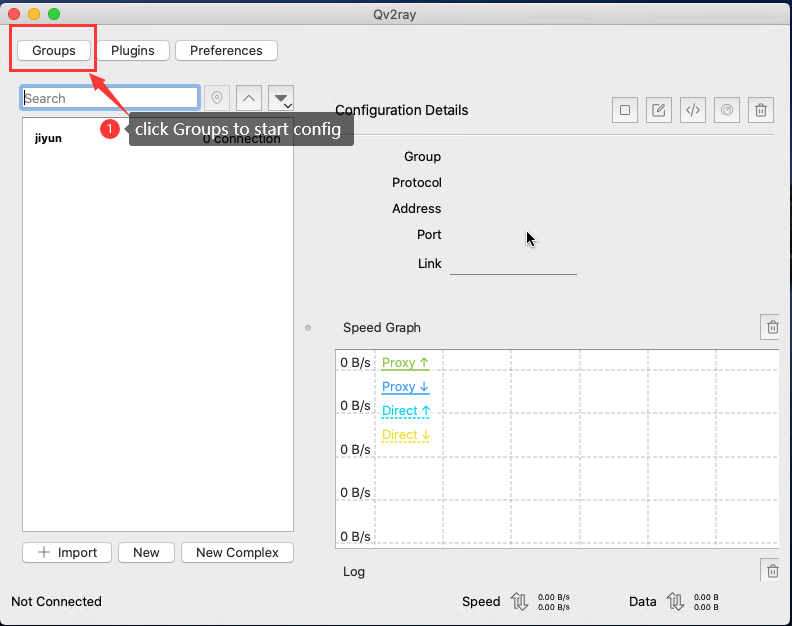 Qv2ray
Groups
Plugins
Preferences
Search
Configuration Details
1
click Groups to start config
jiyun
0 connection
Group
Protocol
Address
Port
Link
Speed Graph
0 B/s
Proxy ↑
Proxy ↓
0 B/s
Direct ↑
Direct ↓
0 B/s
0 B/s
0 B/s
+ Import
New
New Complex
Log
Not Connected
Speed
0.00 B/s
0.00 B/s
Data
0.00 B
0.00 B